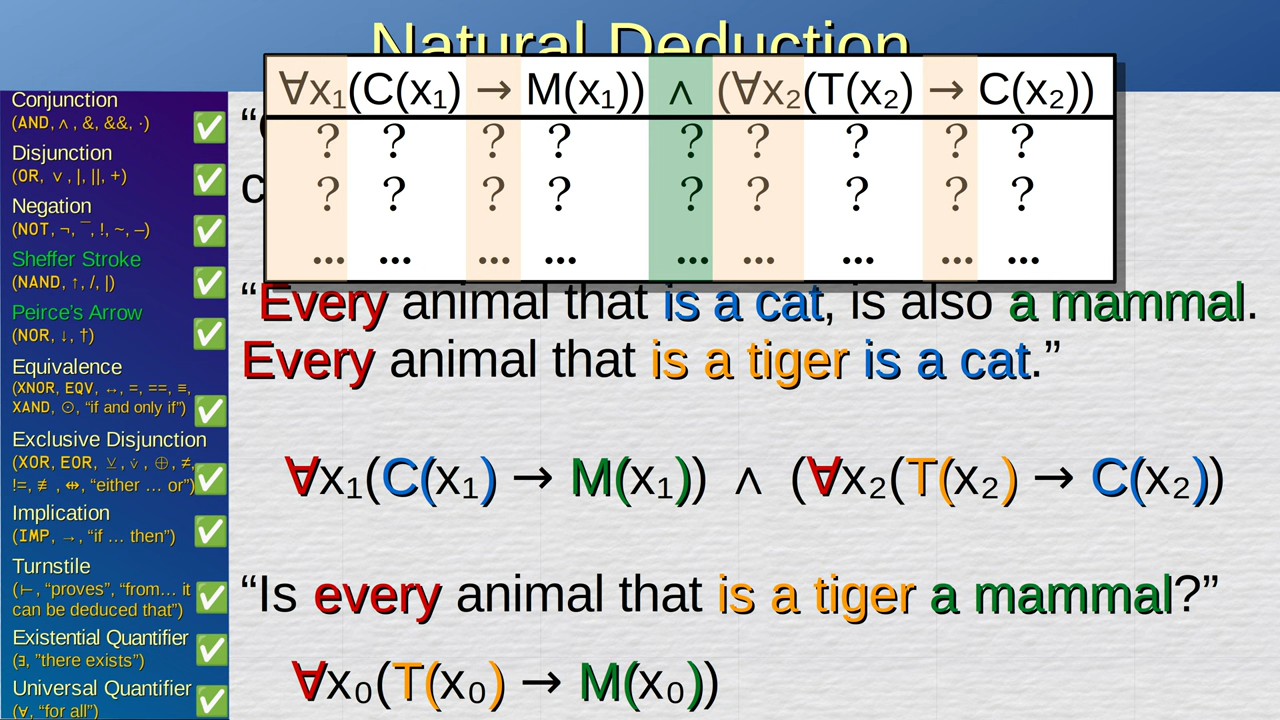 Natural Deduction
∀x₁(C(x₁) → M(x₁)) ∧ (∀x₂(T(x₂) → C(x₂))
? ? ? ? ? ? ? ? ?
? ? ? ? ? ? ? ? ?
... ... ... ... ... ... ... ... ...
Conjunction
(AND, ∧, &, &&, ·)
Disjunction
(OR, ∨, |, ||, +)
Negation
(NOT, ¬, ‾, !, ~, –)
Sheffer Stroke
(NAND, ↑, /, |)
Peirce’s Arrow
(NOR, ↓, †)
Equivalence
(XNOR, EQV, ↔, =, ==, ≡,
XAND, ⊙, “if and only if”)
Exclusive Disjunction
(XOR, EOR, ⊻, ∨̇, ⊕, ≠,
!=, ≢, ⇹, “either … or”)
Implication
(IMP, →, “if … then”)
Turnstile
(⊢, “proves”, “from… it
can be deduced that”)
Existential Quantifier
(∃, ”there exists”)
Universal Quantifier
(∀, “for all”)
“Every animal that is a cat, is also a mammal.
Every animal that is a tiger is a cat.”
∀x₁(C(x₁) → M(x₁)) ∧ (∀x₂(T(x₂) → C(x₂))
“Is every animal that is a tiger a mammal?”
∀x₀(T(x₀) → M(x₀))